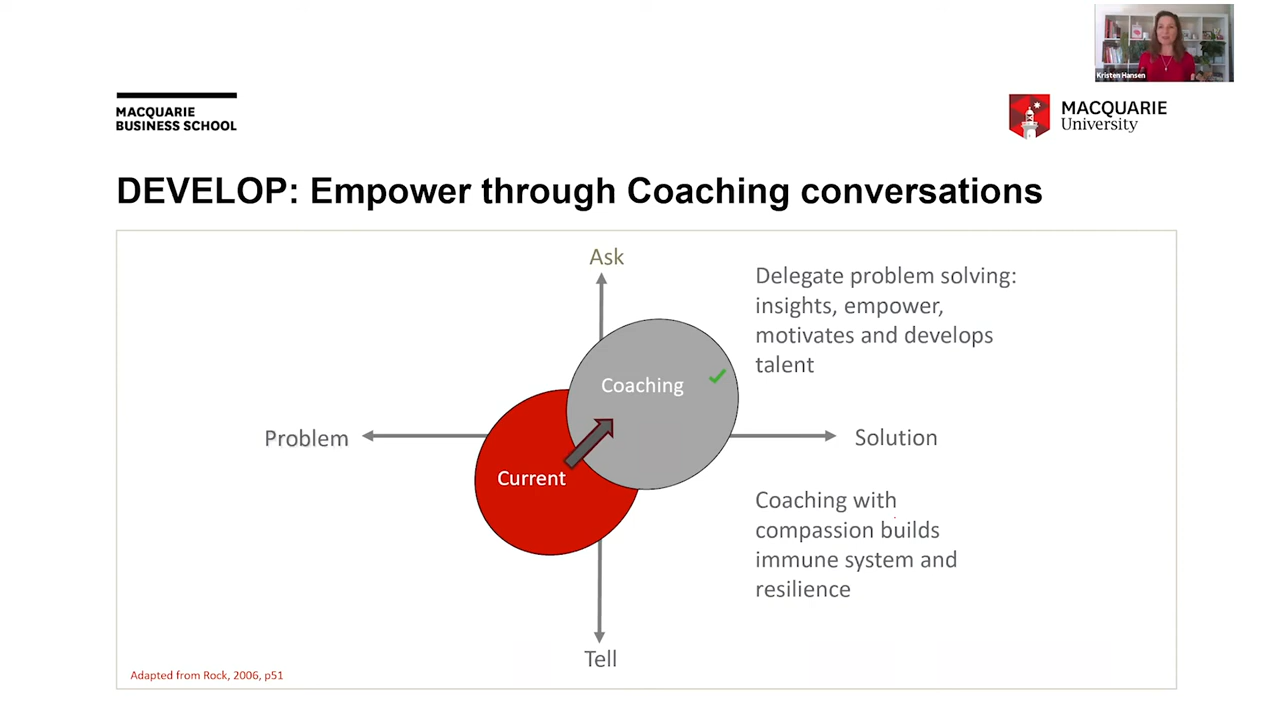 Kristen Hansen
MACQUARIE
BUSINESS SCHOOL
MACQUARIE
University
DEVELOP: Empower through Coaching conversations
Ask
Delegate problem solving:
insights, empower,
motivates and develops
talent
Coaching
Problem
Solution
Current
Coaching with
compassion builds
immune system and
resilience
Tell
Adapted from Rock, 2006, p51